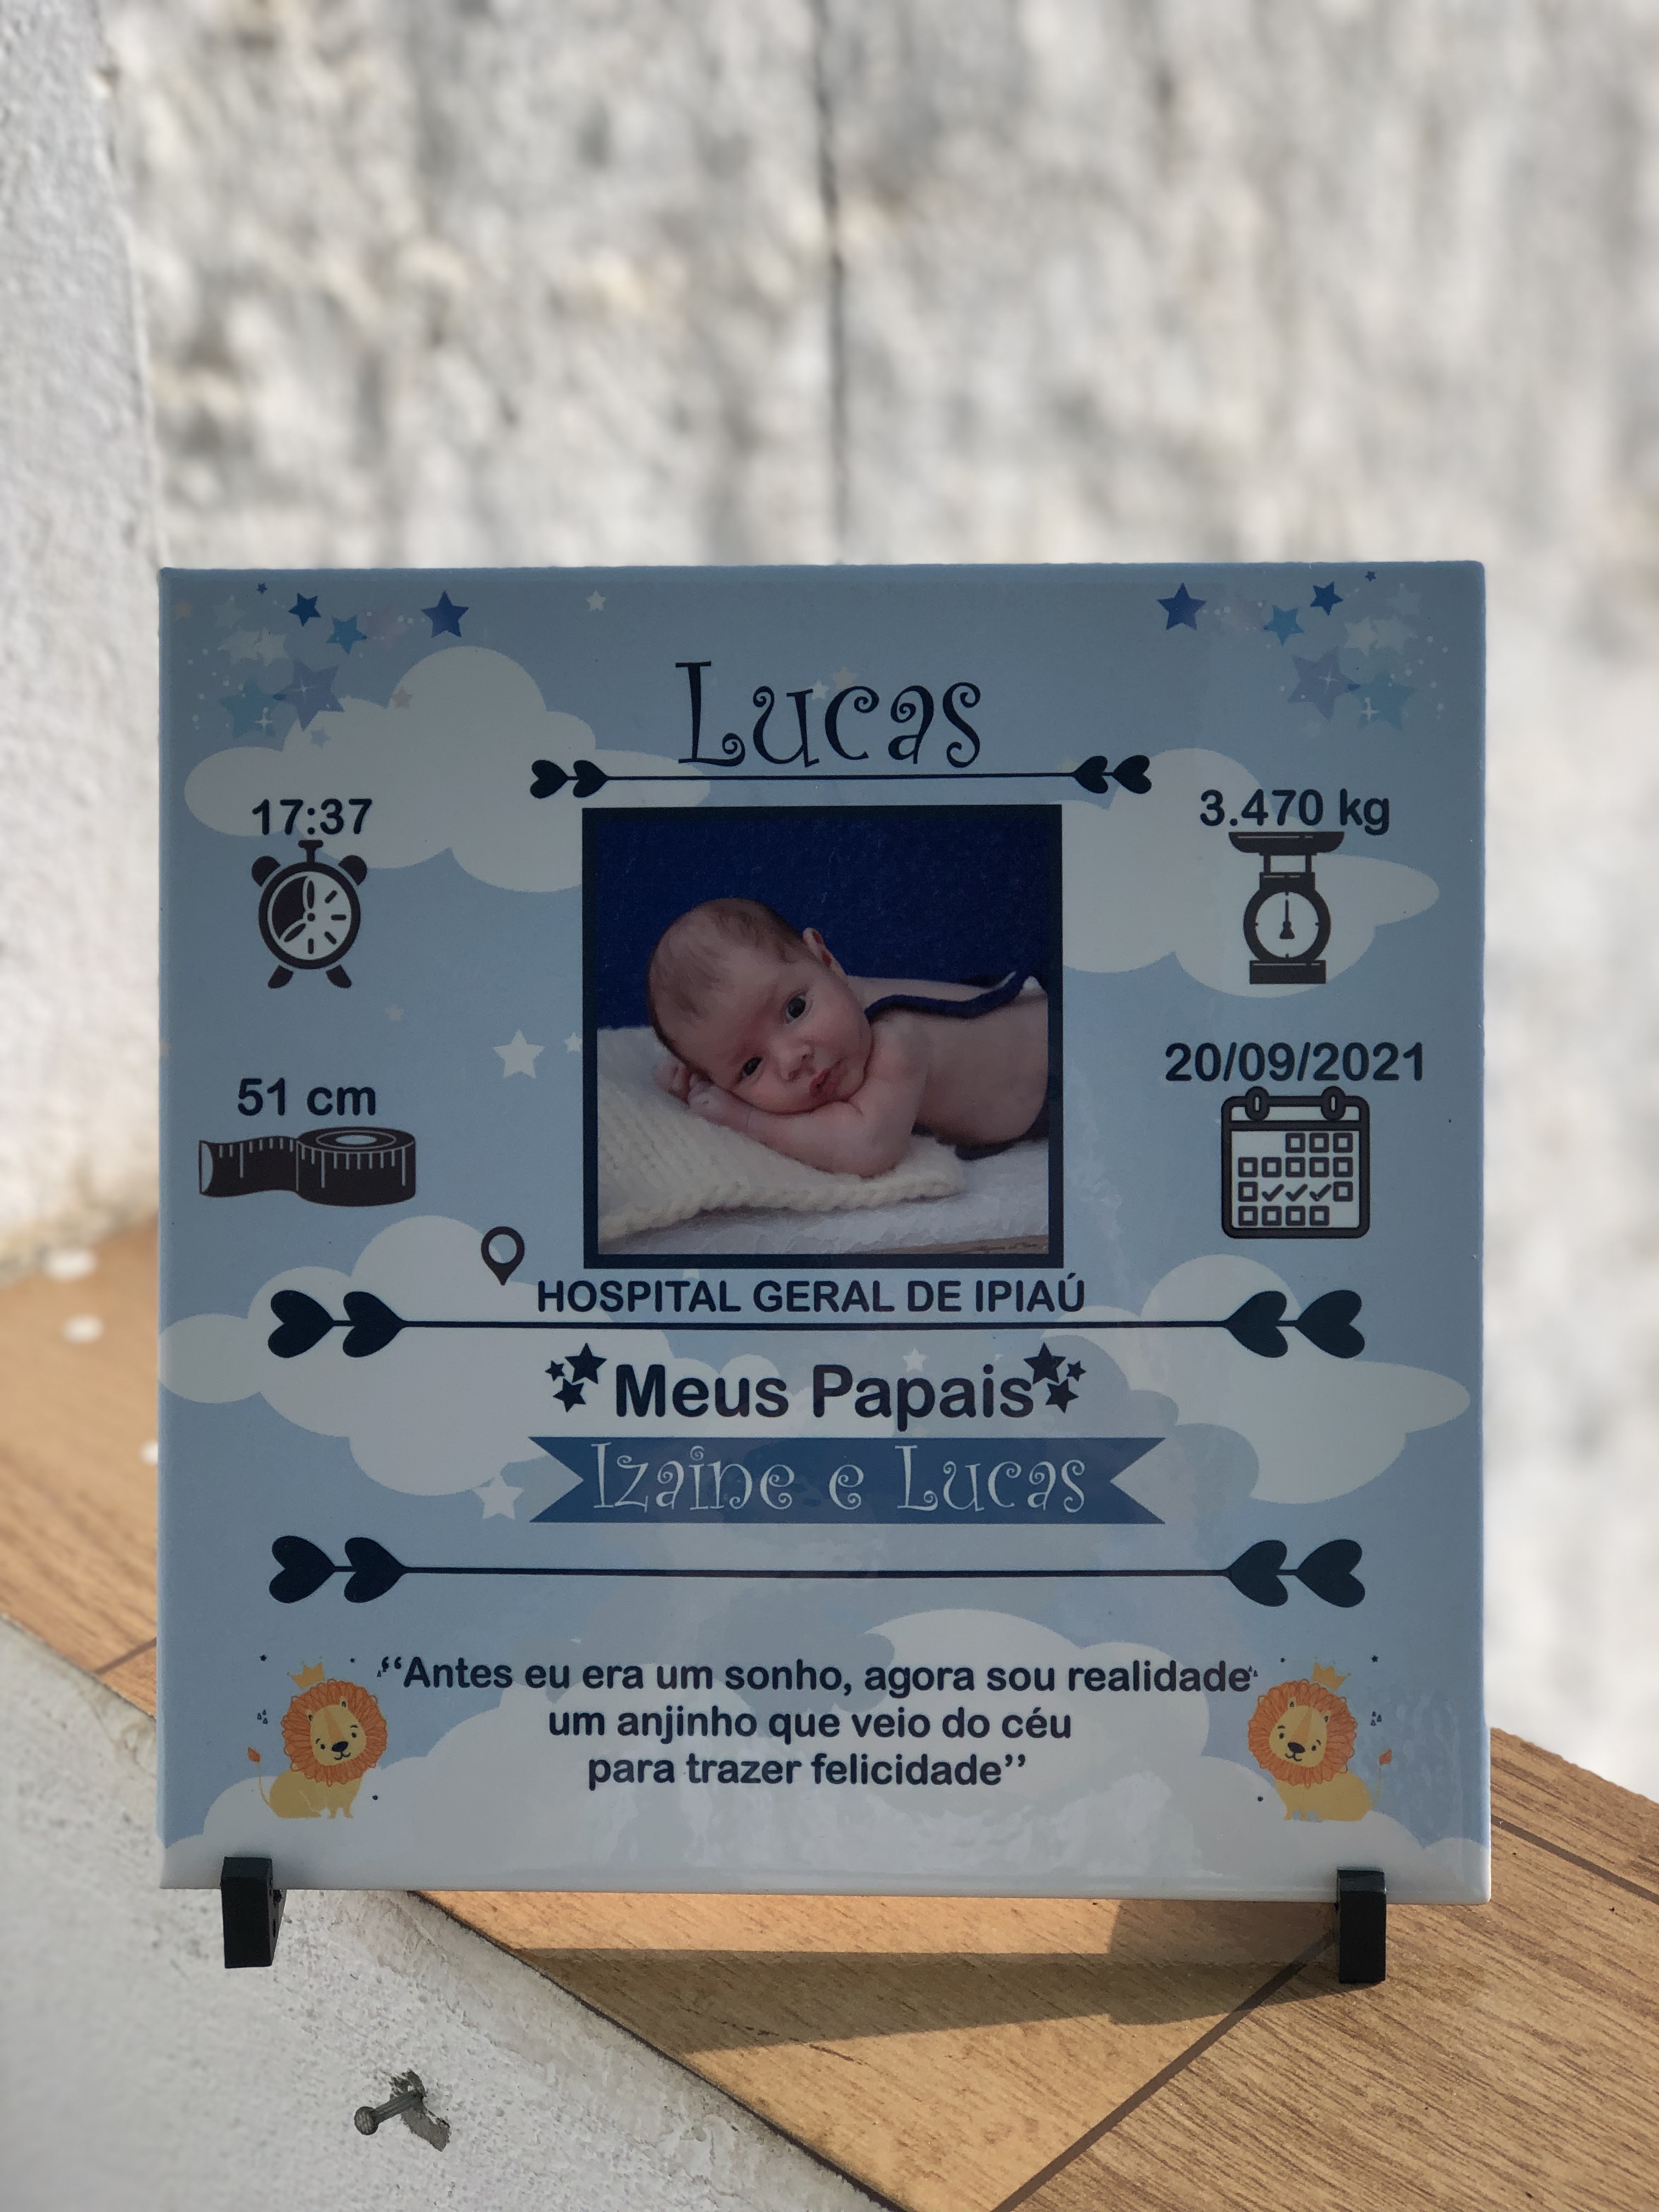 Lucas
17:37
3.470 kg
51 cm
20/09/2021
HOSPITAL GERAL DE IPIAÚ
Meus Papais
Izaine e Lucas
“Antes eu era um sonho, agora sou realidade
um anjinho que veio do céu
para trazer felicidade”